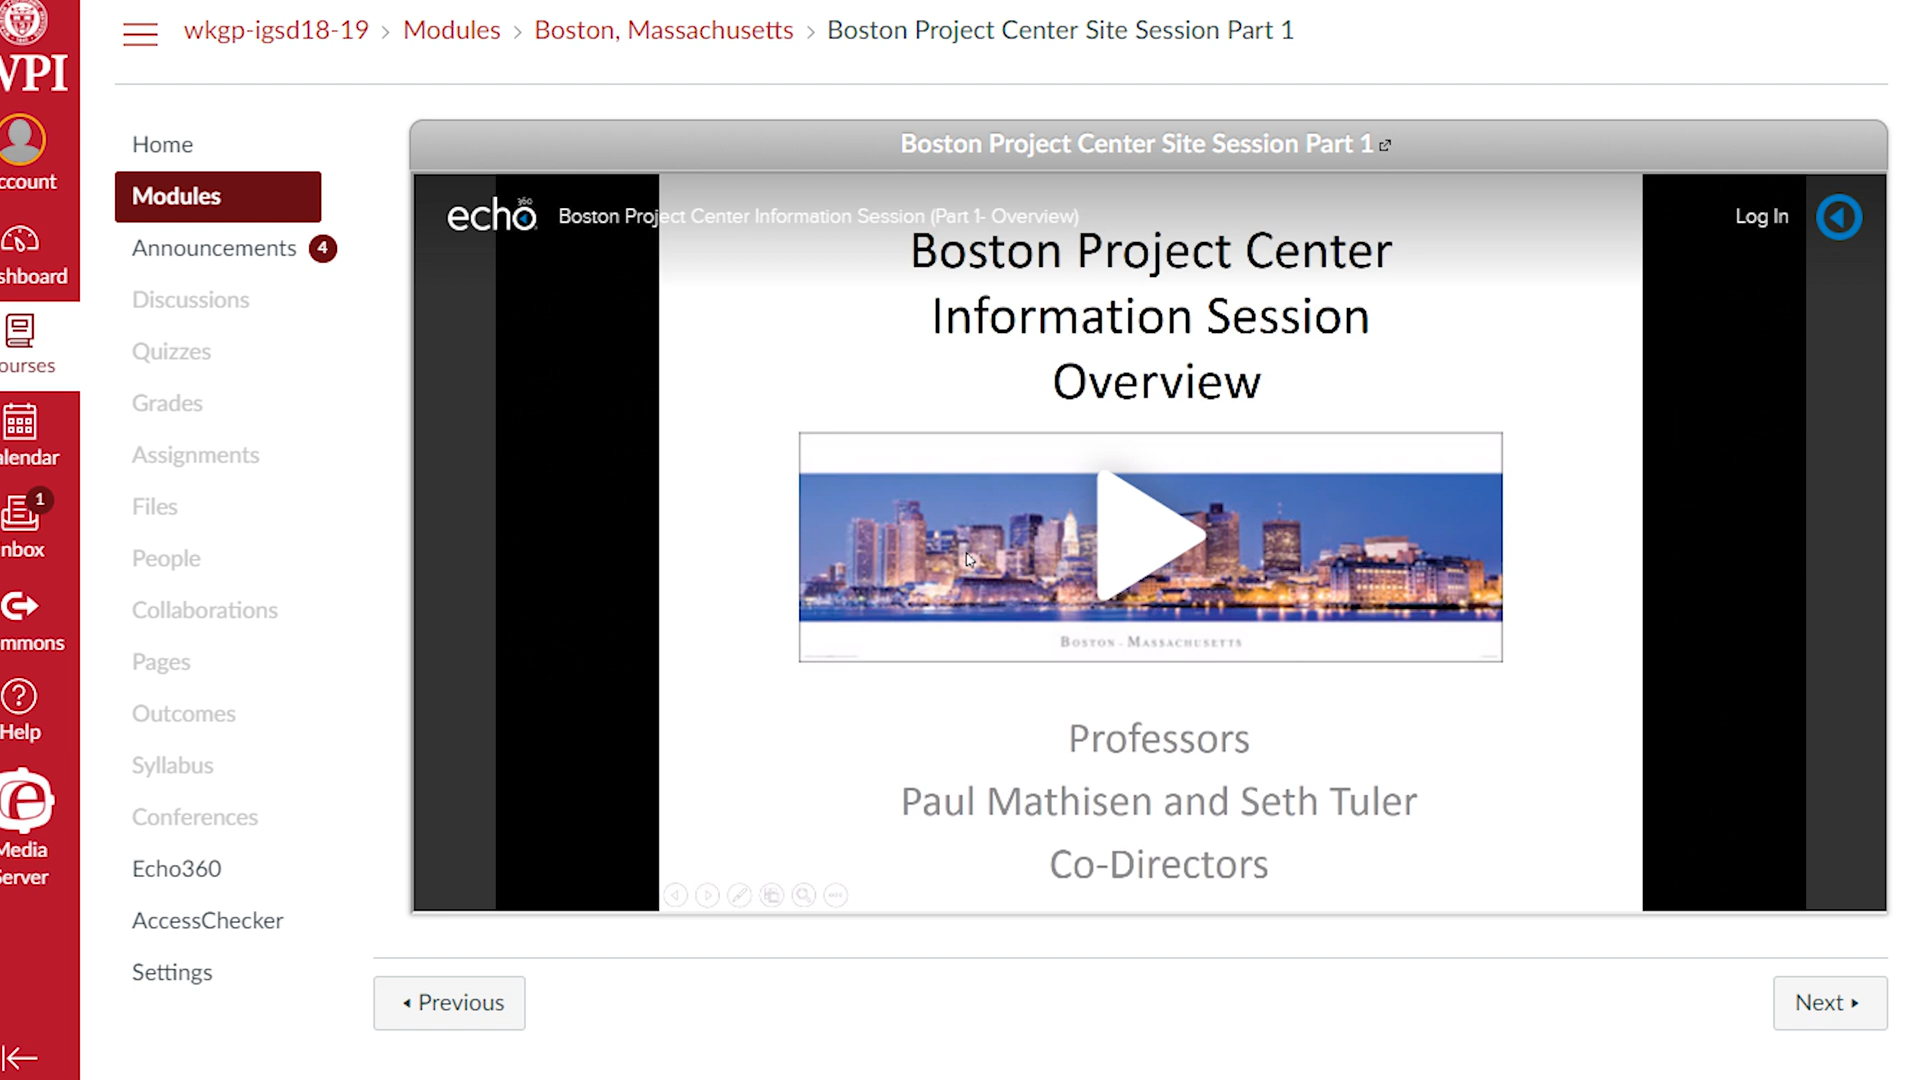 WPI
wkgp-igsd18-19 › Modules › Boston, Massachusetts › Boston Project Center Site Session Part 1
ccount
shboard
ourses
alendar
1
nbox
mmons
Help
Media
Server
Home
Modules
Announcements 4
Discussions
Quizzes
Grades
Assignments
Files
People
Collaborations
Pages
Outcomes
Syllabus
Conferences
Echo360
AccessChecker
Settings
Boston Project Center Site Session Part 1
echo360 Boston Project Center Information Session (Part 1- Overview)
Log In
Boston Project Center
Information Session
Overview
BOSTON - MASSACHUSETTS
Professors
Paul Mathisen and Seth Tuler
Co-Directors
Previous
Next